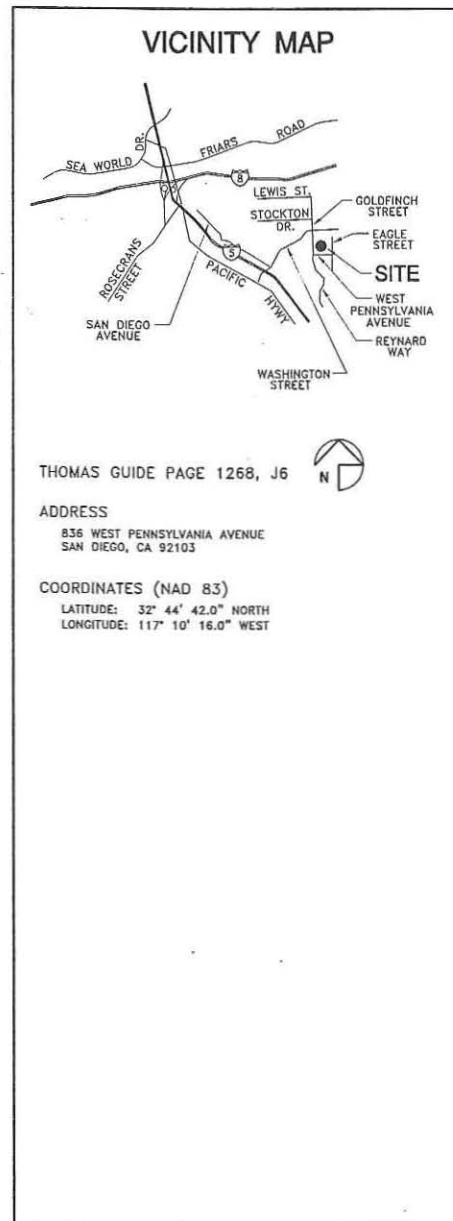 VICINITY MAP
SEA WORLD
DR.
FRIARS ROAD
8
LEWIS ST.
STOCKTON
DR.
GOLDFINCH
STREET
EAGLE
STREET
SITE
WEST
PENNSYLVANIA
AVENUE
REYNARD
WAY
ROSECRANS
STREET
5
PACIFIC
HYWY
SAN DIEGO
AVENUE
WASHINGTON
STREET
THOMAS GUIDE PAGE 1268, J6
N
ADDRESS
836 WEST PENNSYLVANIA AVENUE
SAN DIEGO, CA 92103
COORDINATES (NAD 83)
LATITUDE: 32° 44' 42.0" NORTH
LONGITUDE: 117° 10' 16.0" WEST